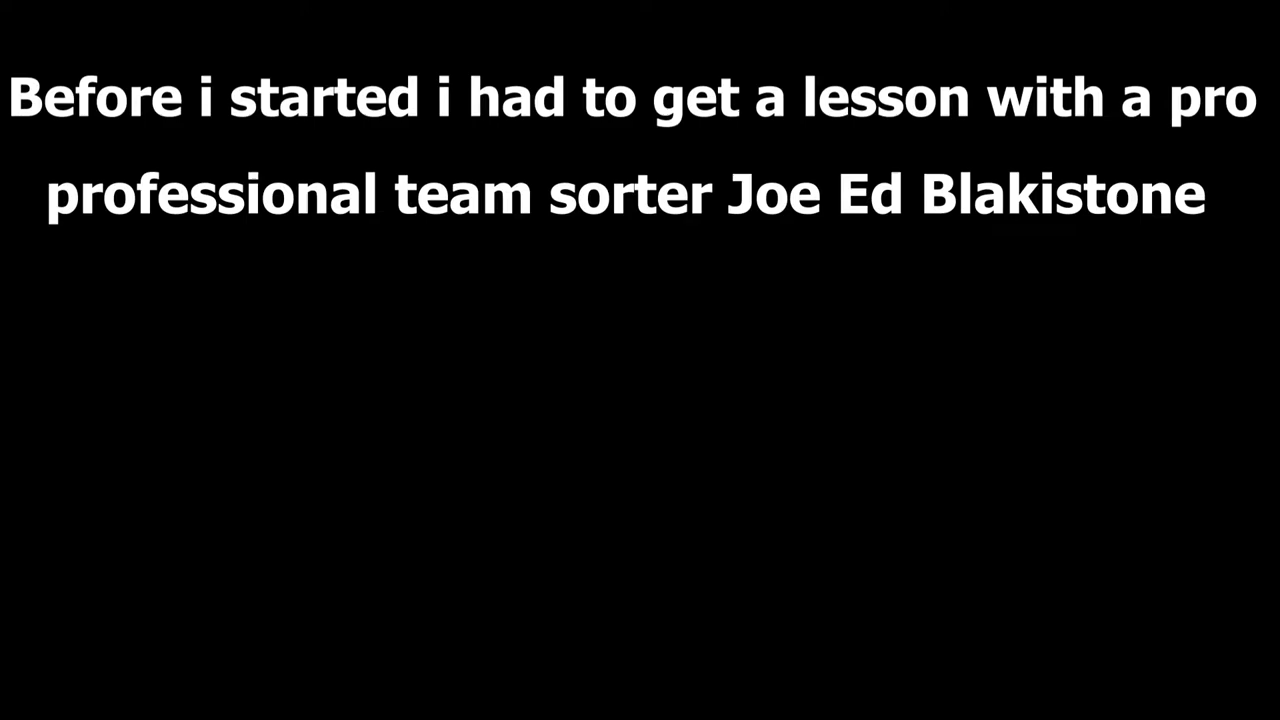 Before i started i had to get a lesson with a pro
professional team sorter Joe Ed Blakistone